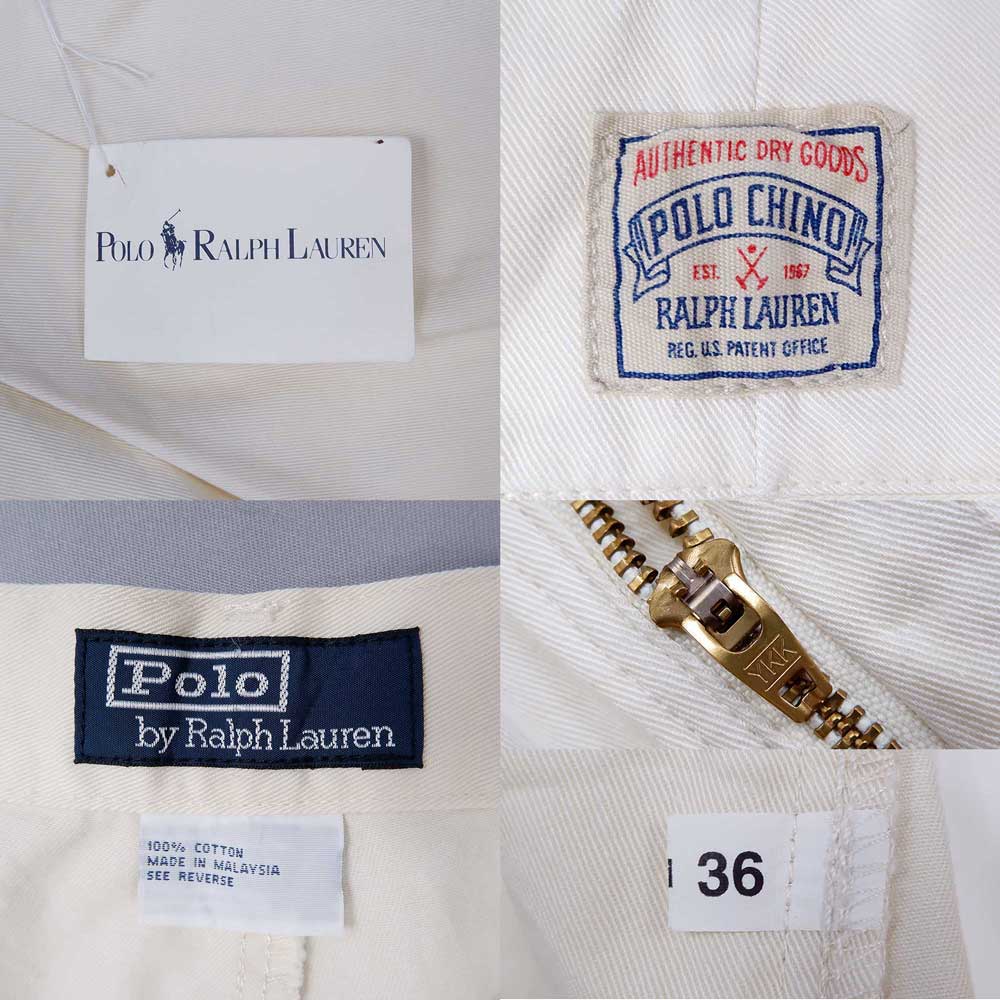 POLO RALPH LAUREN
AUTHENTIC DRY GOODS
POLO CHINO
EST. 1967
RALPH LAUREN
REG. U.S. PATENT OFFICE
Polo
by Ralph Lauren
100% COTTON
MADE IN MALAYSIA
SEE REVERSE
YKK
36